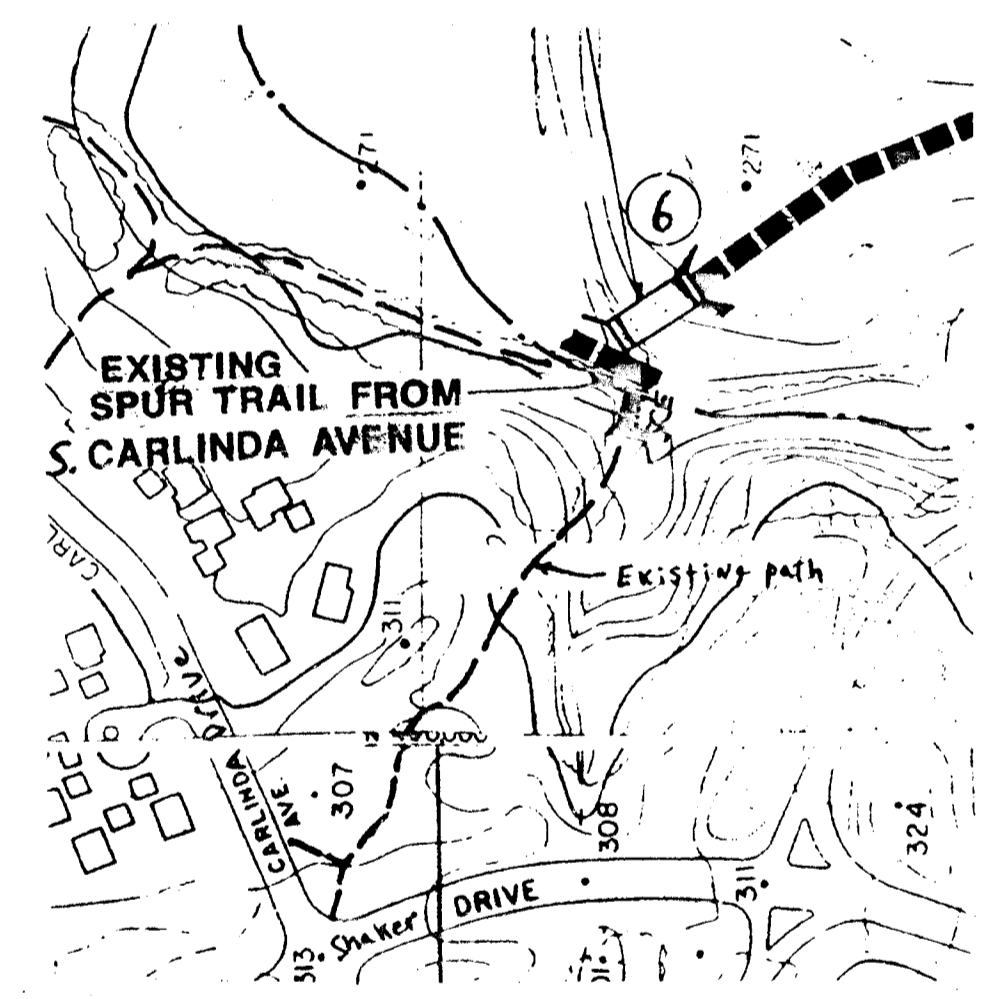 271
271
6
EXISTING
SPUR TRAIL FROM
S. CARLINDA AVENUE
CARL
Existing path
311
Drive
CARLINDA
AVE.
307
308
324
311
DRIVE
Shaker
313